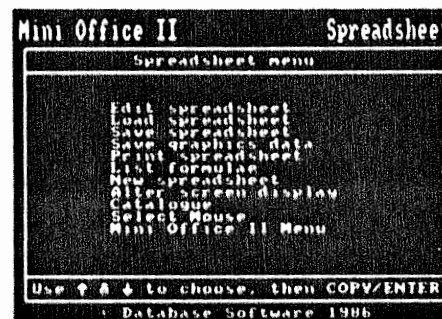 Mini Office II Spreadshee
Spreadsheet menu
Edit spreadsheet
Load spreadsheet
Save spreadsheet
Save graphics data
Print spreadsheet
List formulae
New spreadsheet
Alter screen display
Catalogue
Select Mouse
Mini Office II Menu
Use ↑ & ↓ to choose, then COPY/ENTER
Database Software 1986